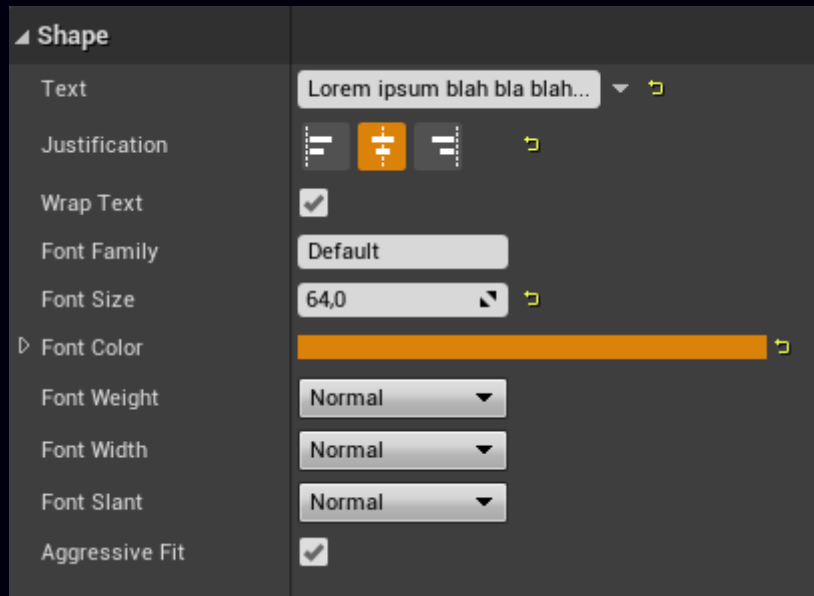 Shape
Text Lorem ipsum blah bla blah...
Justification
Wrap Text
Font Family Default
Font Size 64,0
Font Color
Font Weight Normal
Font Width Normal
Font Slant Normal
Aggressive Fit